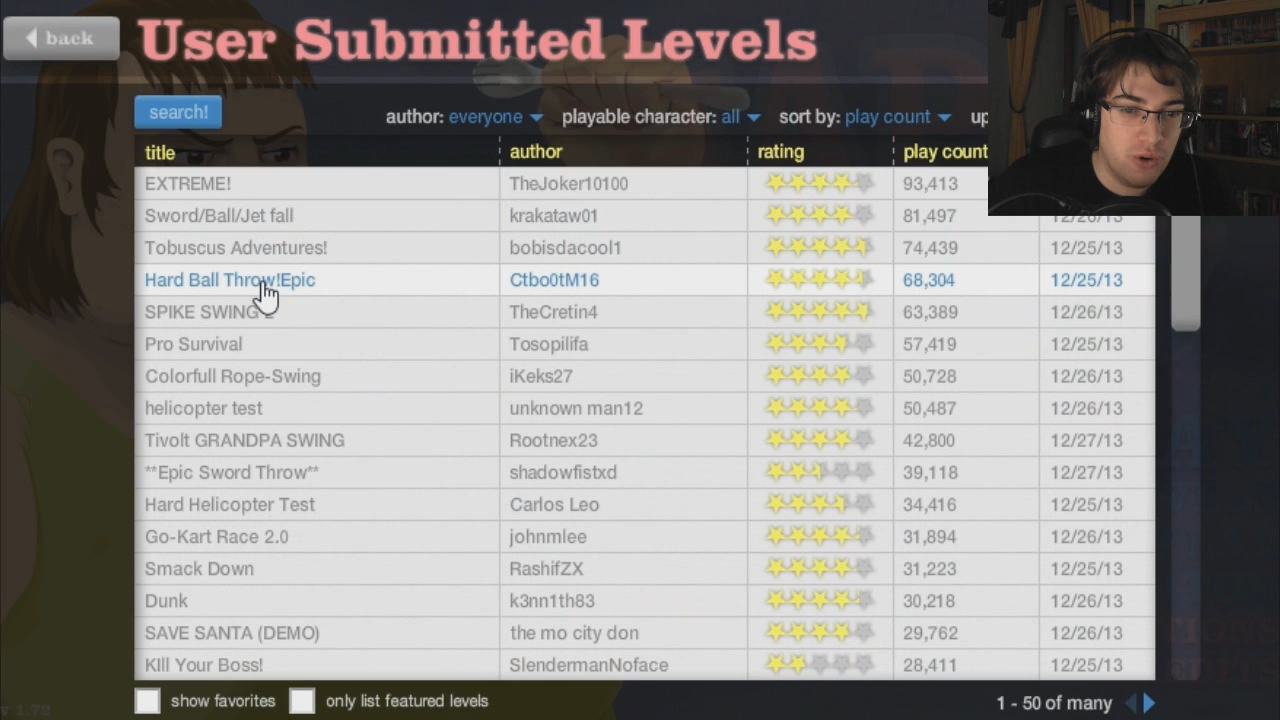 back
User Submitted Levels
search!
author: everyone playable character: all sort by: play count up
title author rating play count
EXTREME! TheJoker10100 93,413
Sword/Ball/Jet fall krakataw01 81,497 12/26/13
Tobuscus Adventures! bobisdacool1 74,439 12/25/13
Hard Ball Throw!Epic Ctbo0tM16 68,304 12/25/13
SPIKE SWING 2 TheCretin4 63,389 12/26/13
Pro Survival Tosopilifa 57,419 12/25/13
Colorfull Rope-Swing iKeks27 50,728 12/26/13
helicopter test unknown man12 50,487 12/26/13
Tivolt GRANDPA SWING Rootnex23 42,800 12/27/13
**Epic Sword Throw** shadowfistxd 39,118 12/27/13
Hard Helicopter Test Carlos Leo 34,416 12/25/13
Go-Kart Race 2.0 johnmlee 31,894 12/26/13
Smack Down RashifZX 31,223 12/25/13
Dunk k3nn1th83 30,218 12/26/13
SAVE SANTA (DEMO) the mo city don 29,762 12/26/13
KIll Your Boss! SlendermanNoface 28,411 12/25/13
show favorites only list featured levels 1 - 50 of many
v 1.72